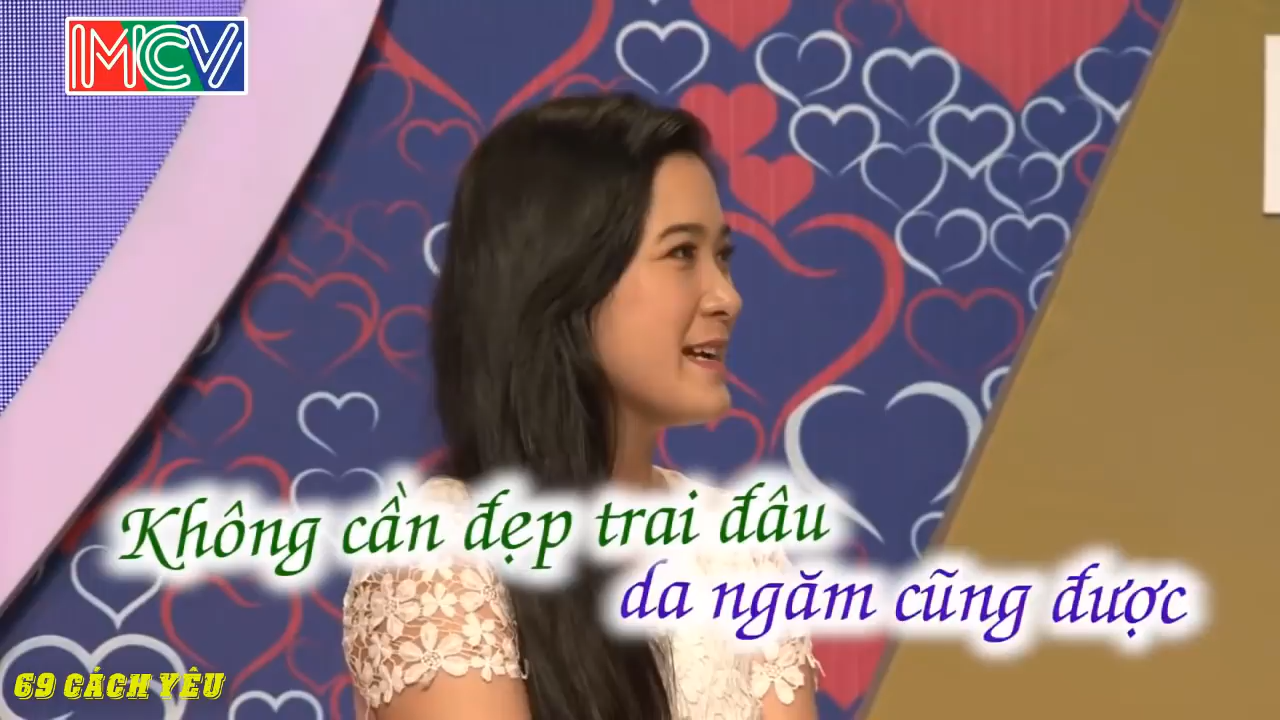 MCV
Không cần đẹp trai đâu
da ngăm cũng được
69 CÁCH YÊU